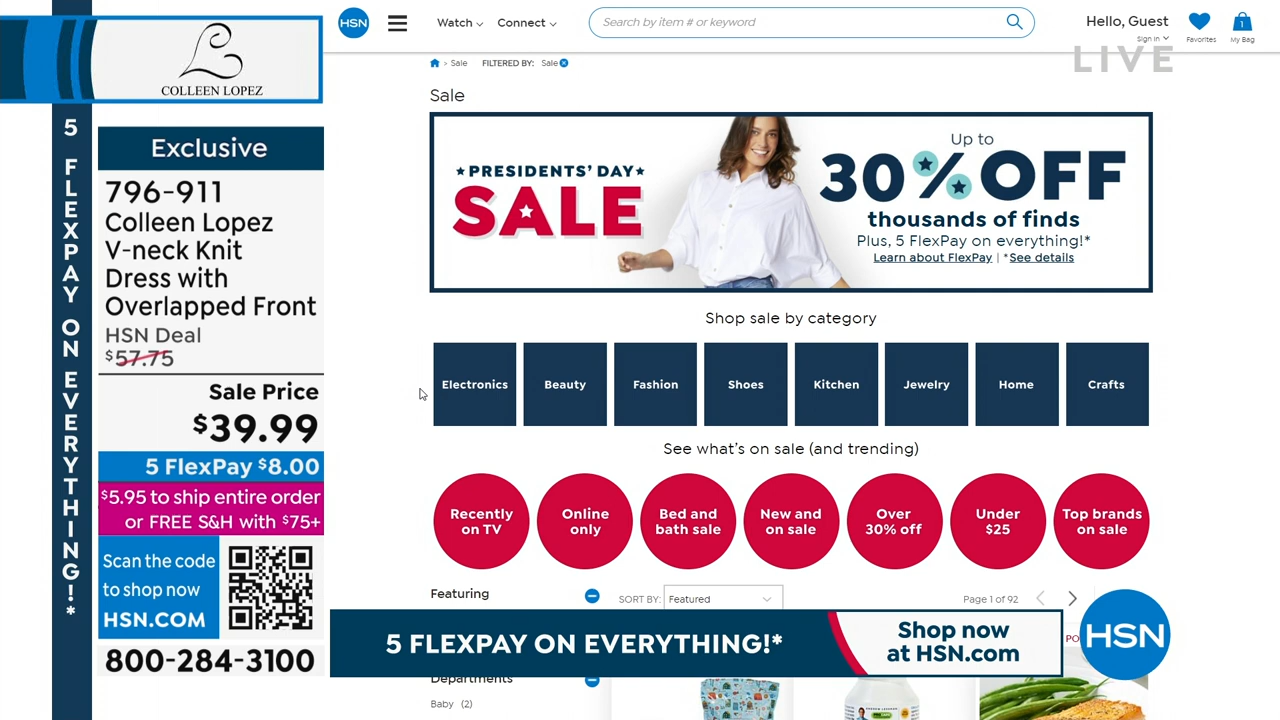 COLLEEN LOPEZ
5 FLEXPAY ON EVERYTHING!*
Exclusive
796-911
Colleen Lopez
V-neck Knit
Dress with
Overlapped Front
HSN Deal
$57.75
Sale Price
$39.99
5 FlexPay $8.00
$5.95 to ship entire order
or FREE S&H with $75+
Scan the code
to shop now
HSN.COM
800-284-3100
HSN
Watch
Connect
Search by item # or keyword
Hello, Guest
Sign In
Favorites
1
My Bag
LIVE
> Sale
FILTERED BY: Sale
Sale
PRESIDENTS' DAY
SALE
Up to
30% OFF
thousands of finds
Plus, 5 FlexPay on everything!*
Learn about FlexPay | *See details
Shop sale by category
Electronics
Beauty
Fashion
Shoes
Kitchen
Jewelry
Home
Crafts
See what's on sale (and trending)
Recently
on TV
Online
only
Bed and
bath sale
New and
on sale
Over
30% off
Under
$25
Top brands
on sale
Featuring
SORT BY: Featured
Page 1 of 92
5 FLEXPAY ON EVERYTHING!*
Shop now
at HSN.com
HSN
Departments
Baby (2)